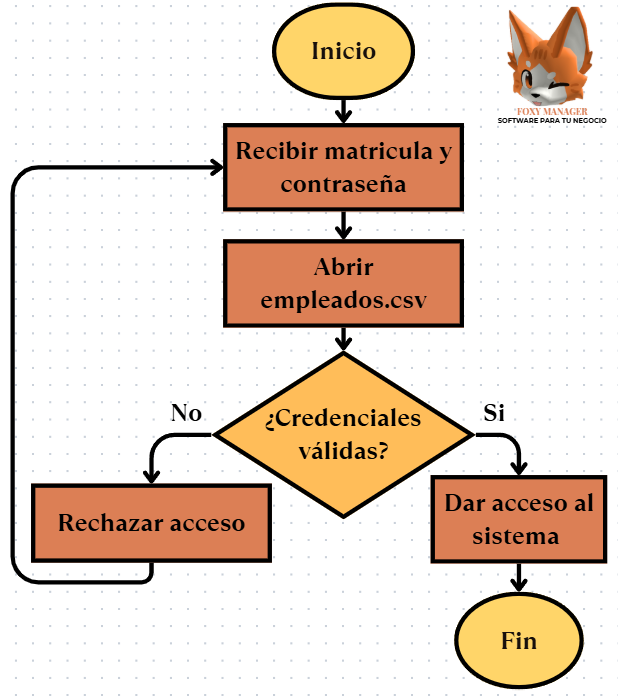 Inicio
FOXY MANAGER
SOFTWARE PARA TU NEGOCIO
Recibir matricula y
contraseña
Abrir
empleados.csv
¿Credenciales
válidas?
No
Si
Rechazar acceso
Dar acceso al
sistema
Fin